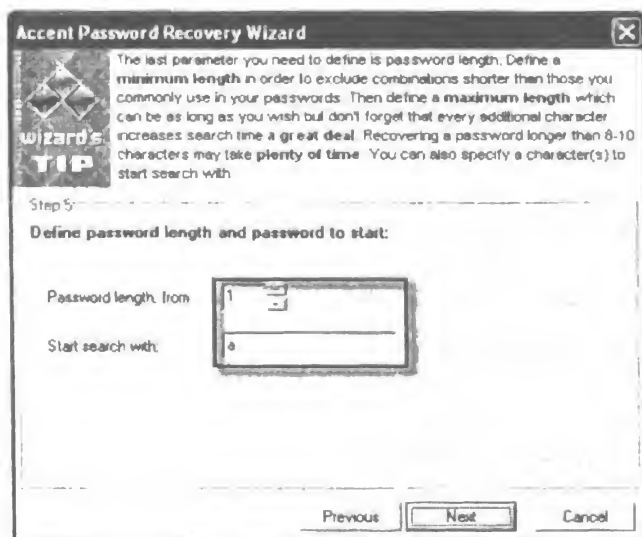 Accent Password Recovery Wizard
The last parameter you need to define is password length. Define a
minimum length in order to exclude combinations shorter then those you
commonly use in your passwords. Then define a maximum length which
can be as long as you wish but don't forget that every additional character
increases search time a great deal. Recovering a password longer than 8-10
characters may take plenty of time. You can also specify a character(s) to
start search with
wizard's
TIP
Step 5
Define password length and password to start:
Password length, from 1
Start search with: a
Previous Next Cancel